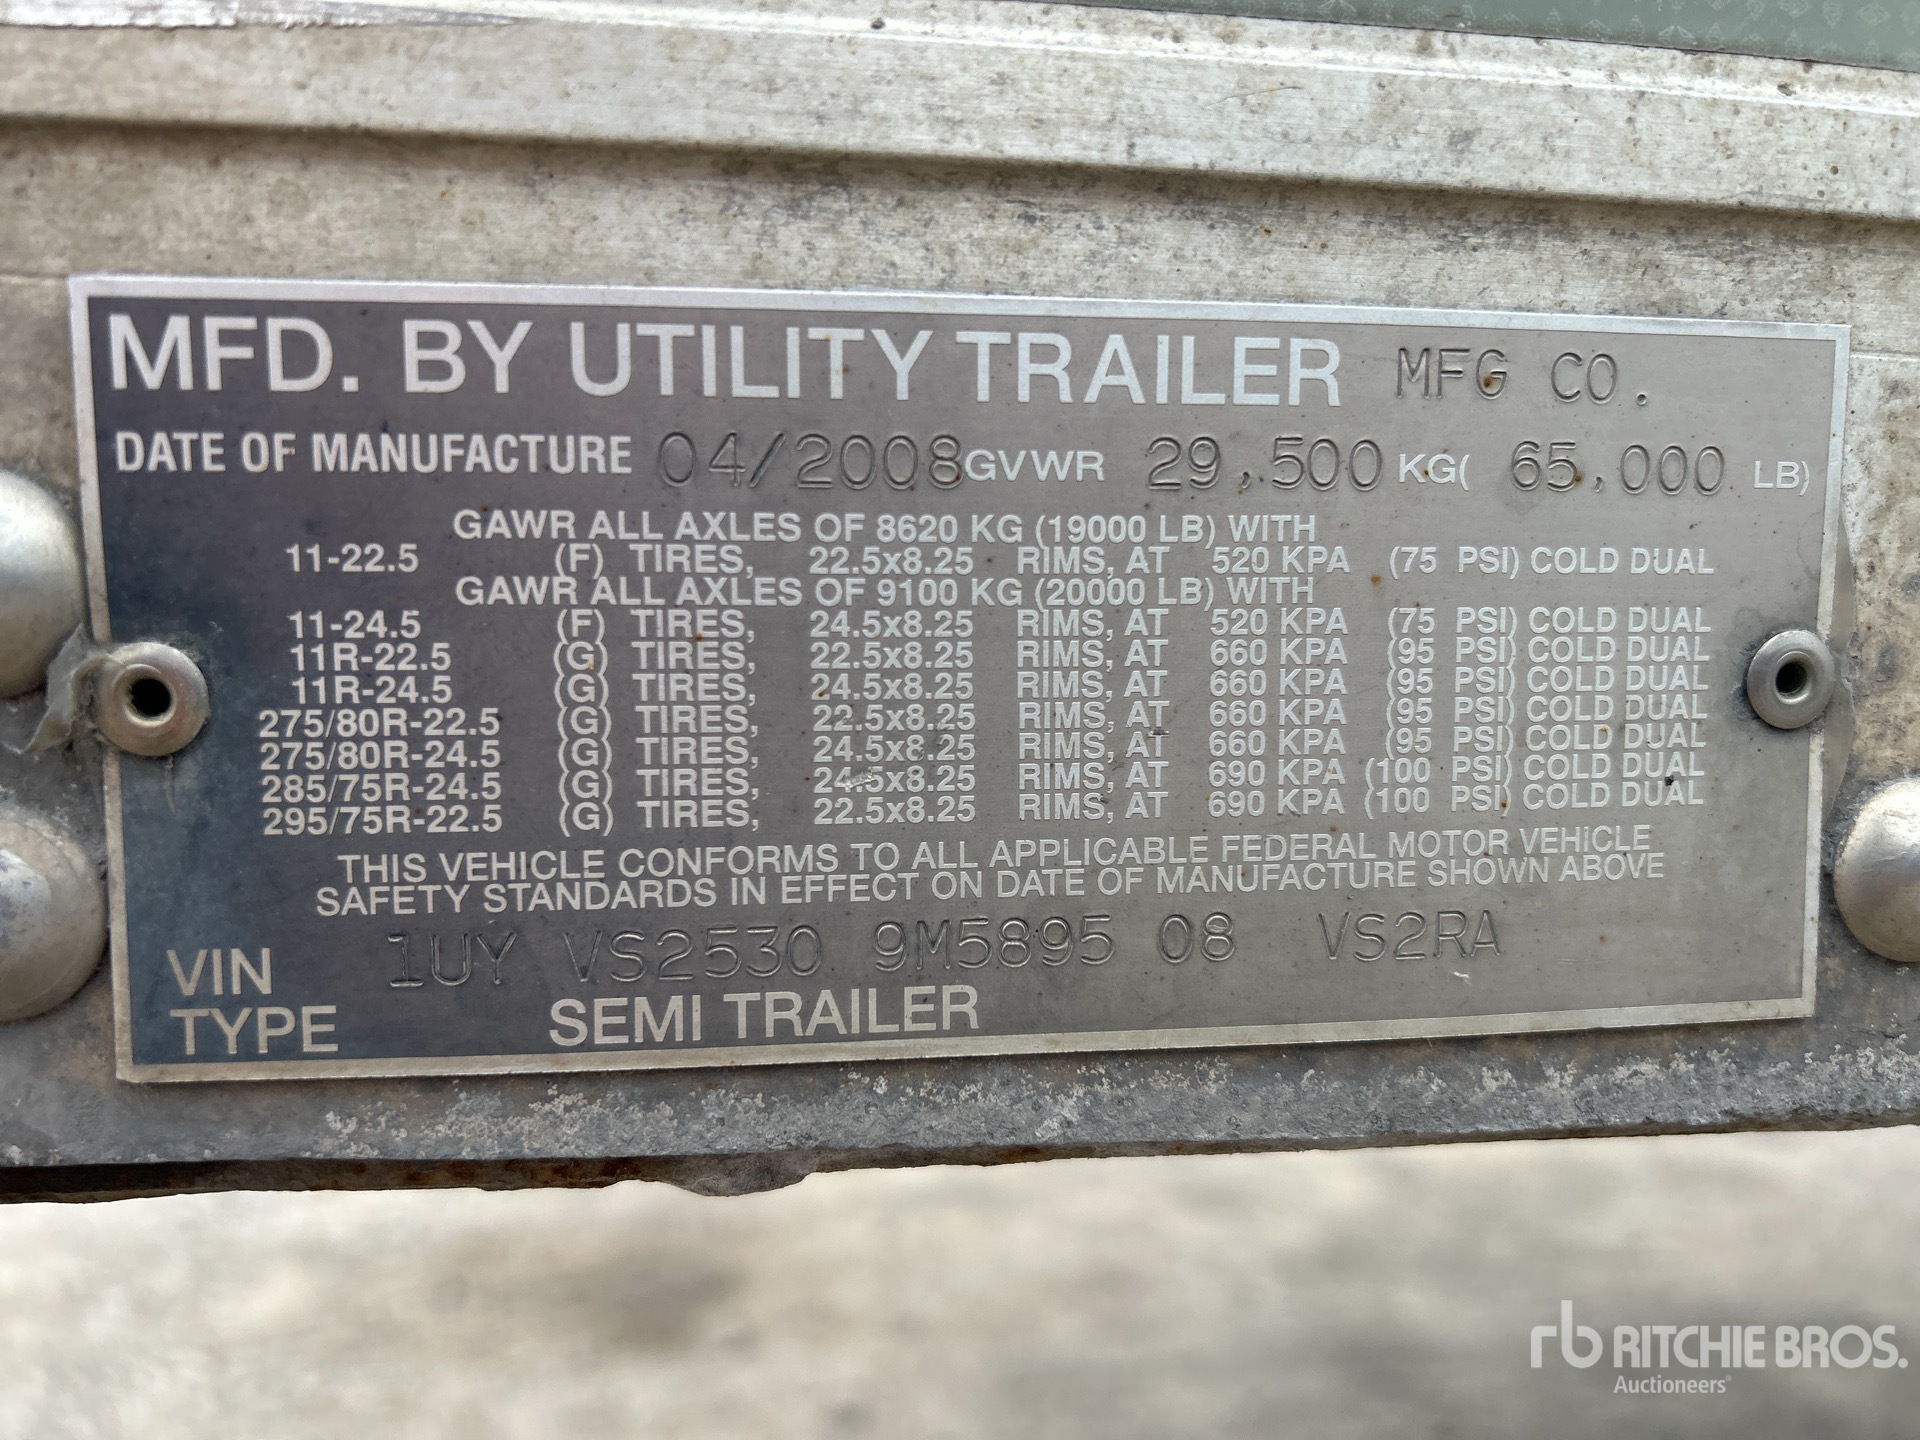 MFD. BY UTILITY TRAILER MFG CO.
DATE OF MANUFACTURE 04/2008 GVWR 29,500 KG( 65,000 LB)
GAWR ALL AXLES OF 8620 KG (19000 LB) WITH
11-22.5 (F) TIRES, 22.5x8.25 RIMS, AT 520 KPA (75 PSI) COLD DUAL
GAWR ALL AXLES OF 9100 KG (20000 LB) WITH
11-24.5 (F) TIRES, 24.5x8.25 RIMS, AT 520 KPA (75 PSI) COLD DUAL
11R-22.5 (G) TIRES, 22.5x8.25 RIMS, AT 660 KPA (95 PSI) COLD DUAL
11R-24.5 (G) TIRES, 24.5x8.25 RIMS, AT 660 KPA (95 PSI) COLD DUAL
275/80R-22.5 (G) TIRES, 22.5x8.25 RIMS, AT 660 KPA (95 PSI) COLD DUAL
275/80R-24.5 (G) TIRES, 24.5x8.25 RIMS, AT 660 KPA (95 PSI) COLD DUAL
285/75R-24.5 (G) TIRES, 24.5x8.25 RIMS, AT 690 KPA (100 PSI) COLD DUAL
295/75R-22.5 (G) TIRES, 22.5x8.25 RIMS, AT 690 KPA (100 PSI) COLD DUAL
THIS VEHICLE CONFORMS TO ALL APPLICABLE FEDERAL MOTOR VEHICLE
SAFETY STANDARDS IN EFFECT ON DATE OF MANUFACTURE SHOWN ABOVE
VIN 1UY VS2530 9M5895 08 VS2RA
TYPE SEMI TRAILER
rb RITCHIE BROS.
Auctioneers